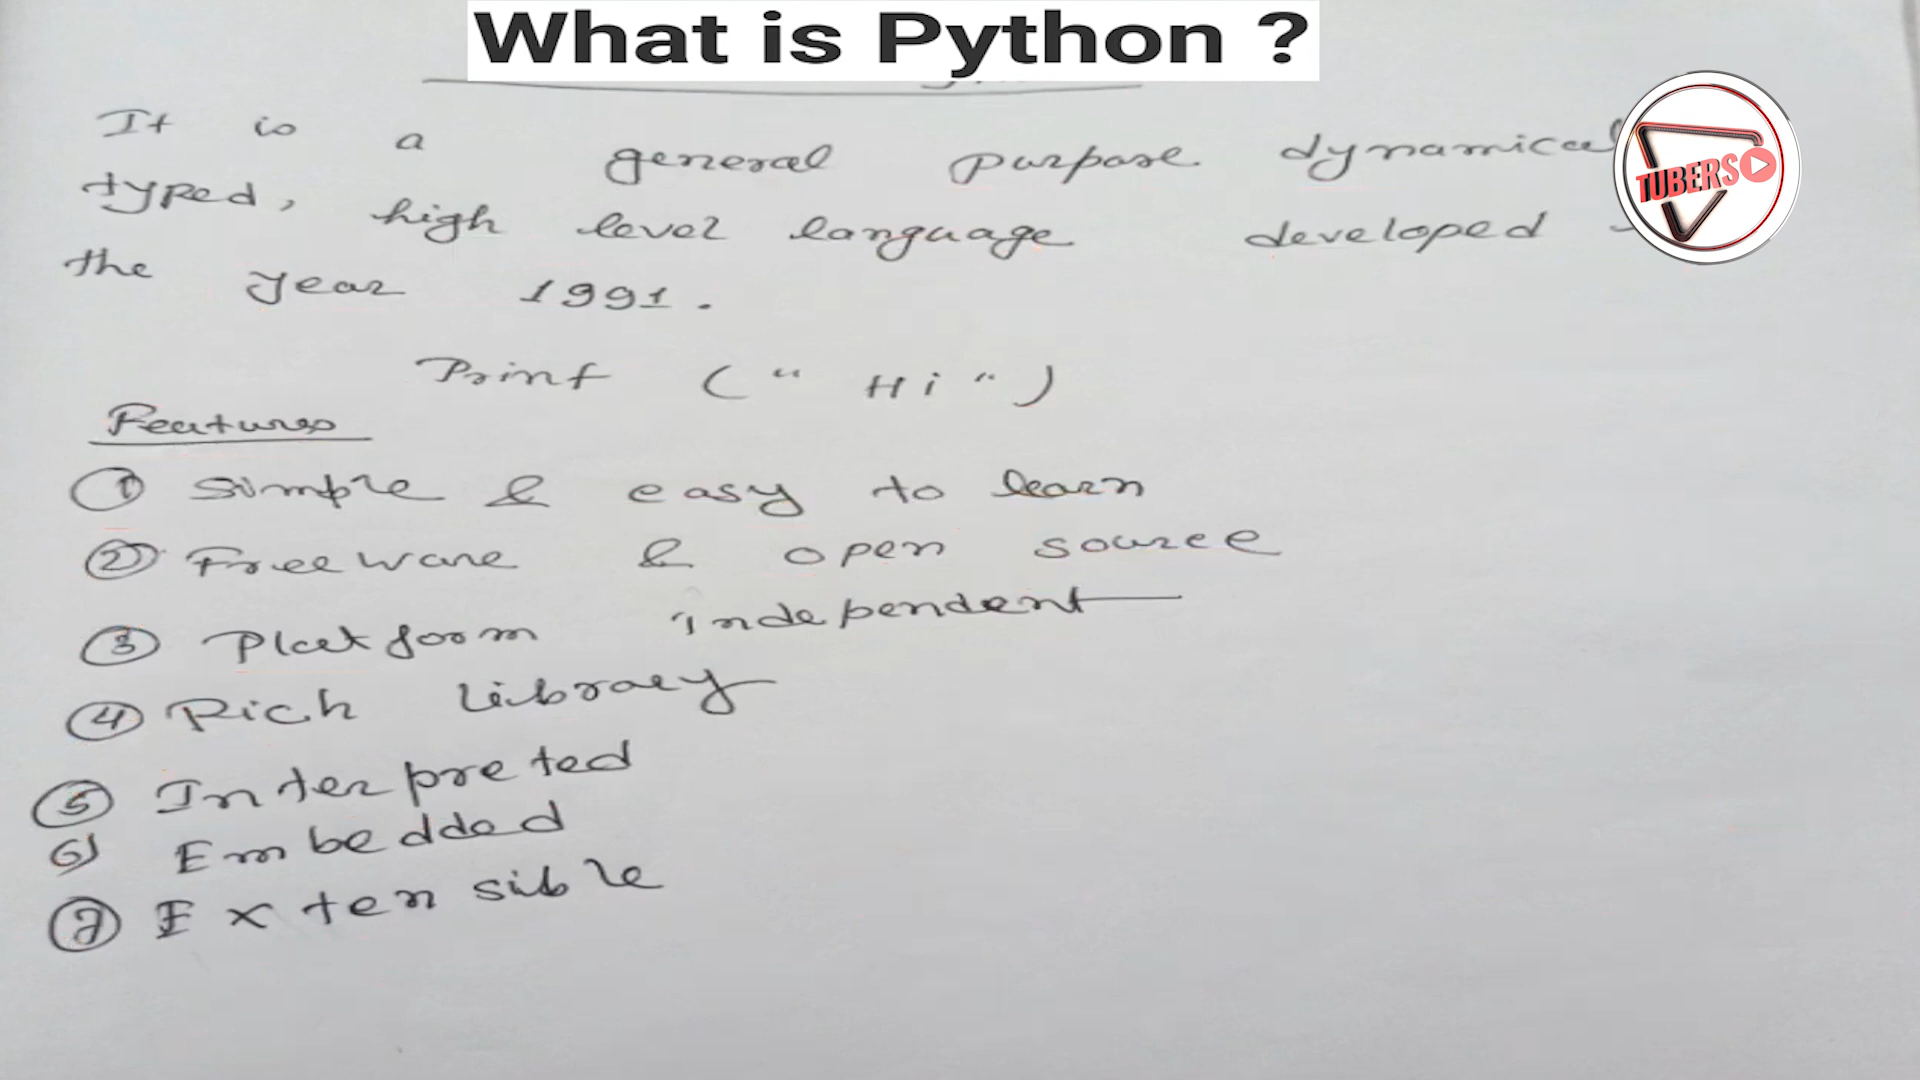 What is Python ?
TUBERS
It is a general purpose dynamical
typed, high level language developed
the year 1991.
Print ("Hi")
Features
① Simple & easy to learn
② Freeware & open source
③ Platform independent
④ Rich library
⑤ Interpreted
6) Embedded
⑦ Extensible